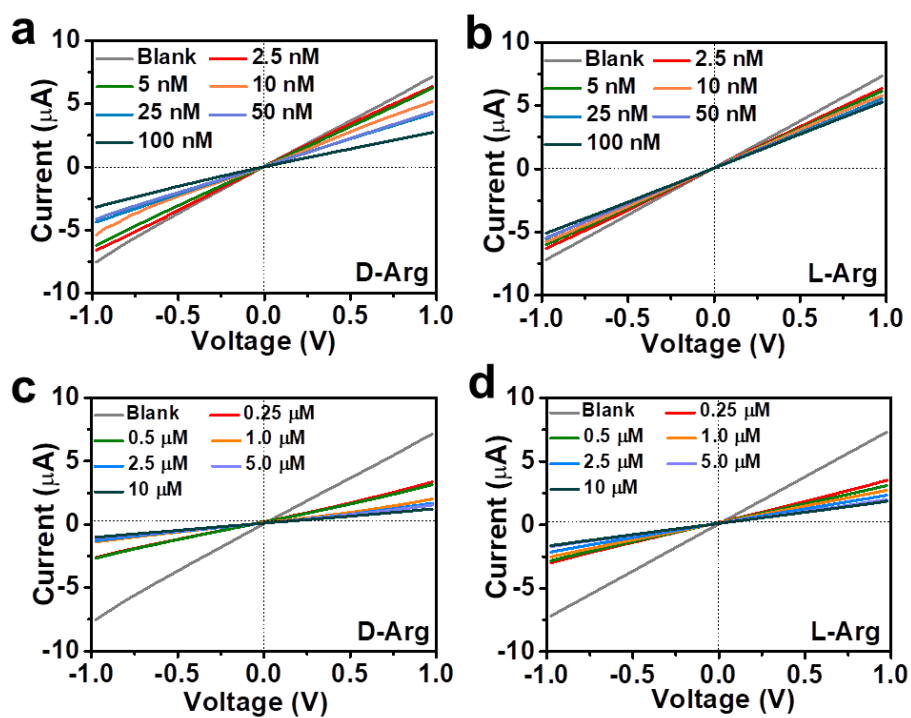 a
10
Blank 2.5 nM
5 nM 10 nM
25 nM 50 nM
100 nM
5
0
-5
-10
Current (μA)
D-Arg
-1.0 -0.5 0.0 0.5 1.0
Voltage (V)
b
10
Blank 2.5 nM
5 nM 10 nM
25 nM 50 nM
100 nM
5
0
-5
-10
Current (μA)
L-Arg
-1.0 -0.5 0.0 0.5 1.0
Voltage (V)
c
10
Blank 0.25 μM
0.5 μM 1.0 μM
2.5 μM 5.0 μM
10 μM
5
0
-5
-10
Current (μA)
D-Arg
-1.0 -0.5 0.0 0.5 1.0
Voltage (V)
d
10
Blank 0.25 μM
0.5 μM 1.0 μM
2.5 μM 5.0 μM
10 μM
5
0
-5
-10
Current (μA)
L-Arg
-1.0 -0.5 0.0 0.5 1.0
Voltage (V)